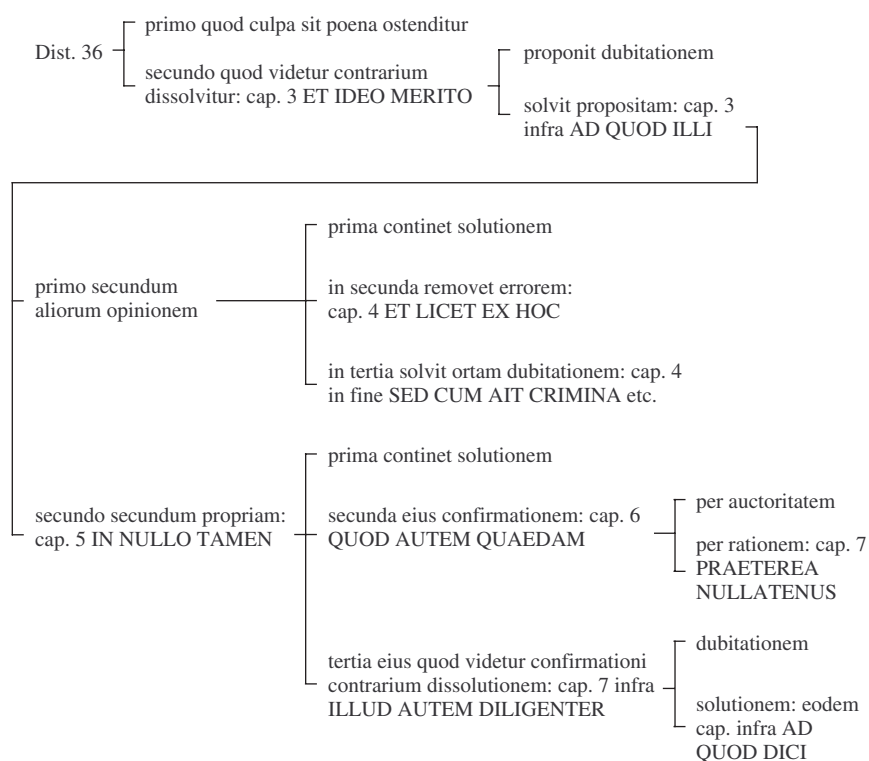 Dist. 36
primo quod culpa sit poena ostenditur
secundo quod videtur contrarium
dissolvitur: cap. 3 ET IDEO MERITO
proponit dubitationem
solvit propositam: cap. 3
infra AD QUOD ILLI
primo secundum
aliorum opinionem
prima continet solutionem
in secunda removet errorem:
cap. 4 ET LICET EX HOC
in tertia solvit ortam dubitationem: cap. 4
in fine SED CUM AIT CRIMINA etc.
secundo secundum propriam:
cap. 5 IN NULLO TAMEN
prima continet solutionem
secunda eius confirmationem: cap. 6
QUOD AUTEM QUAEDAM
per auctoritatem
per rationem: cap. 7
PRAETEREA
NULLATENUS
tertia eius quod videtur confirmationi
contrarium dissolutionem: cap. 7 infra
ILLUD AUTEM DILIGENTER
dubitationem
solutionem: eodem
cap. infra AD
QUOD DICI